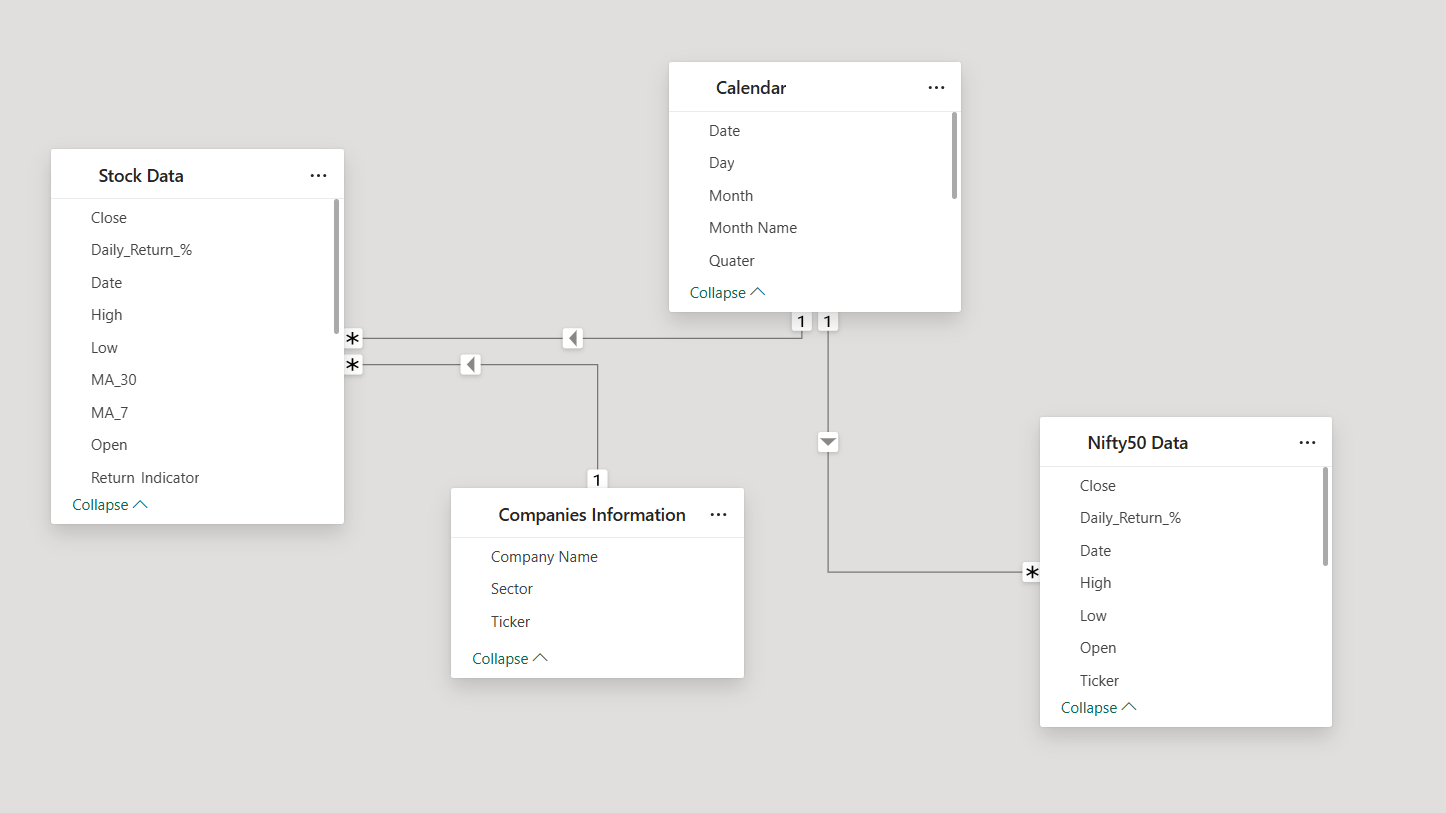 Calendar
Date
Day
Month
Month Name
Quater
Collapse
1 1
Stock Data
Close
Daily_Return_%
Date
High
Low
MA_30
MA_7
Open
Return Indicator
Collapse
*
*
1
Companies Information
Company Name
Sector
Ticker
Collapse
*
Nifty50 Data
Close
Daily_Return_%
Date
High
Low
Open
Ticker
Collapse